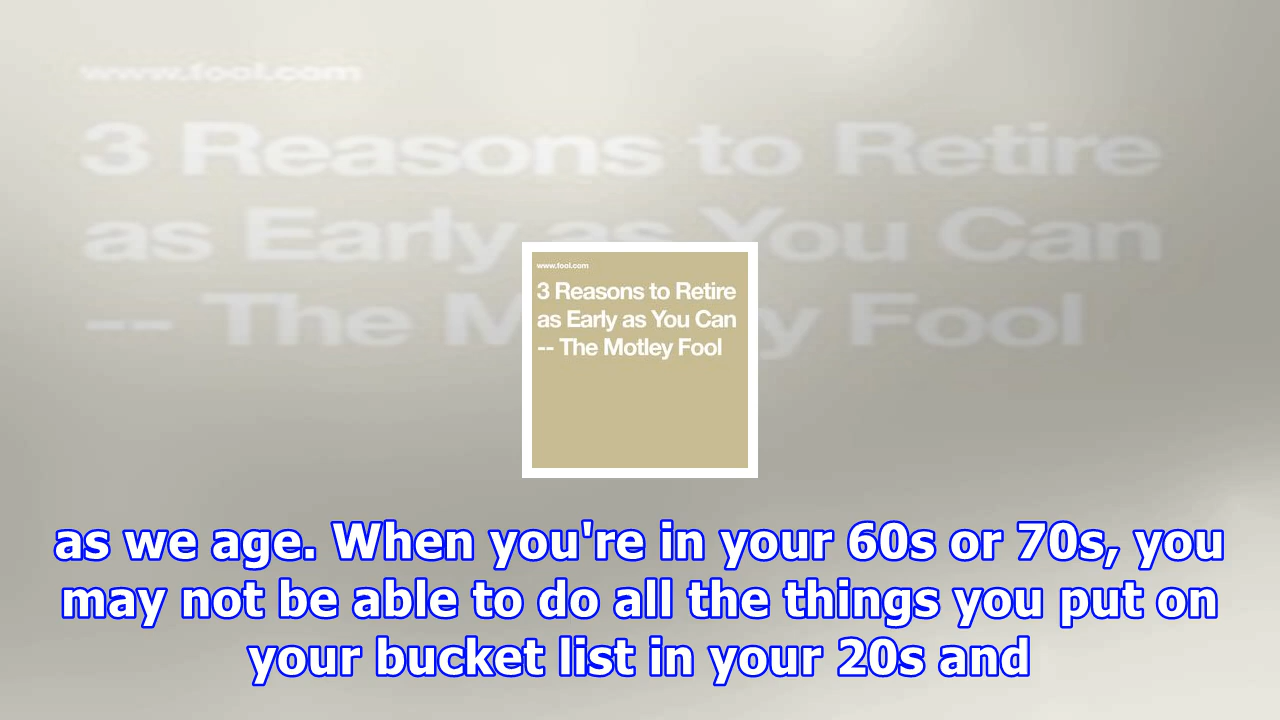 www.fool.com
3 Reasons to Retire
as Early as You Can
-- The Motley Fool
www.fool.com
3 Reasons to Retire
as Early as You Can
-- The Motley Fool
as we age. When you're in your 60s or 70s, you
may not be able to do all the things you put on
your bucket list in your 20s and